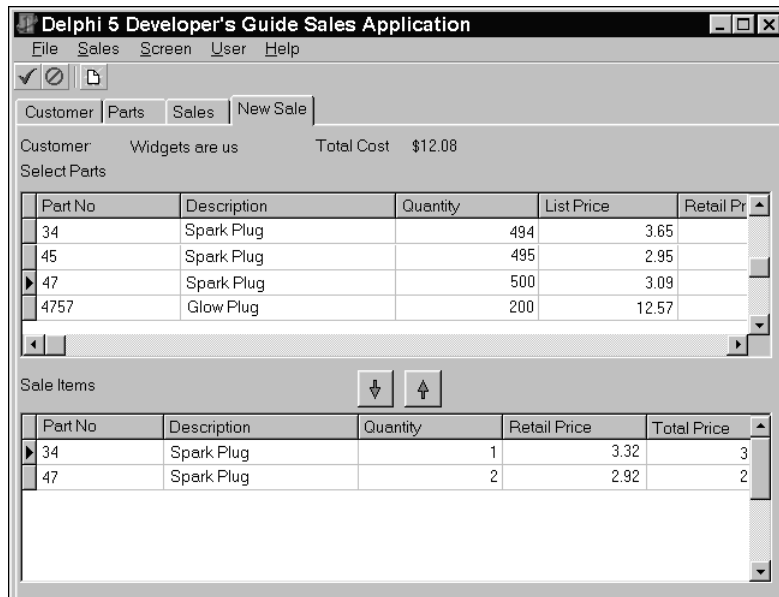 Delphi 5 Developer's Guide Sales Application
File Sales Screen User Help
Customer Parts Sales New Sale
Customer Widgets are us Total Cost $12.08
Select Parts
Part No Description Quantity List Price Retail Pr
34 Spark Plug 494 3.65
45 Spark Plug 495 2.95
47 Spark Plug 500 3.09
4757 Glow Plug 200 12.57
Sale Items
Part No Description Quantity Retail Price Total Price
34 Spark Plug 1 3.32 3
47 Spark Plug 2 2.92 2